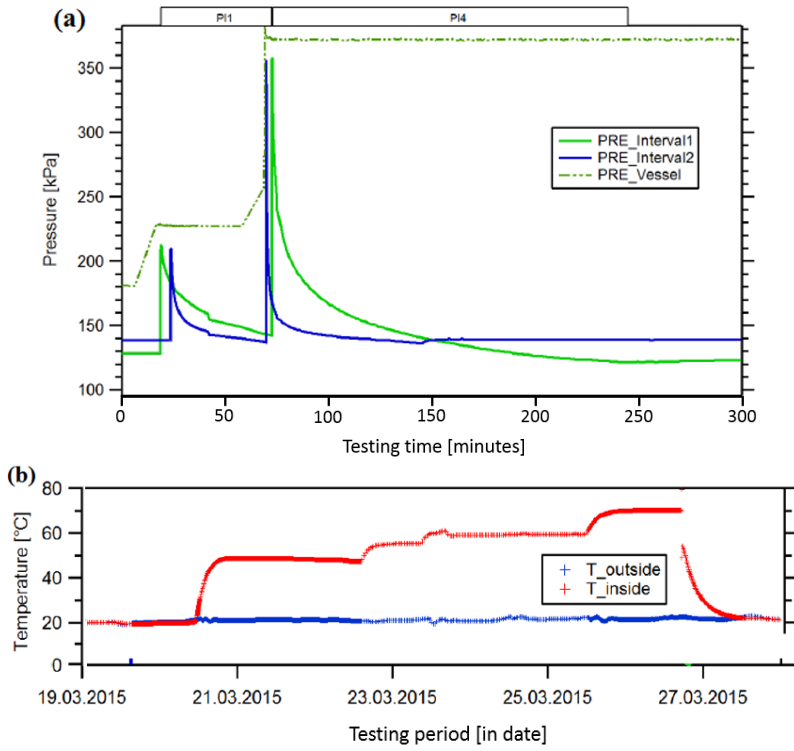 (a)
PI1
PI4
Pressure [kPa]
350
300
250
200
150
100
PRE_Interval1
PRE_Interval2
PRE_Vessel
0
50
100
150
200
250
300
Testing time [minutes]
(b)
Temperature [°C]
80
60
40
20
0
T_outside
T_inside
19.03.2015
21.03.2015
23.03.2015
25.03.2015
27.03.2015
Testing period [in date]